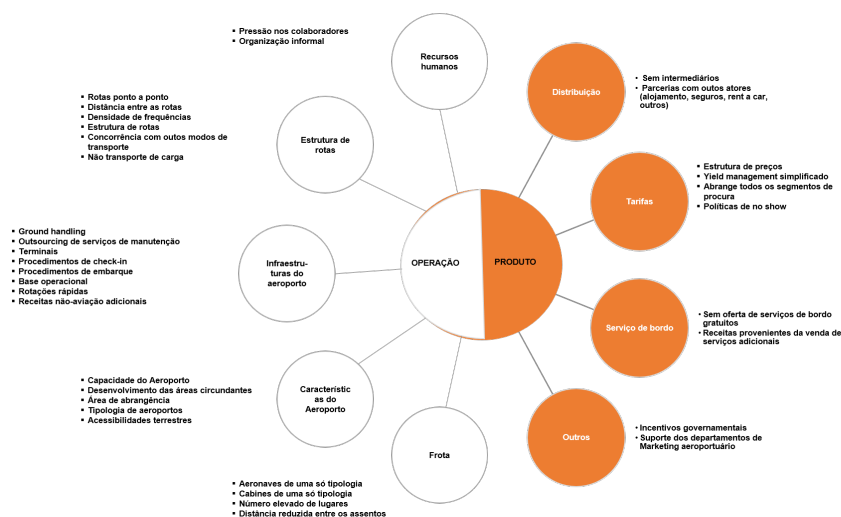 ▪ Pressão nos colaboradores
▪ Organização informal
Recursos
humanos
▪ Rotas ponto a ponto
▪ Distância entre as rotas
▪ Densidade de frequências
▪ Estrutura de rotas
▪ Concorrência com outos modos de
transporte
▪ Não transporte de carga
Estrutura de
rotas
▪ Ground handling
▪ Outsourcing de serviços de manutenção
▪ Terminais
▪ Procedimentos de check-in
▪ Procedimentos de embarque
▪ Base operacional
▪ Rotações rápidas
▪ Receitas não-aviação adicionais
Infraestru-
turas do
aeroporto
▪ Capacidade do Aeroporto
▪ Desenvolvimento das áreas circundantes
▪ Área de abrangência
▪ Tipologia de aeroportos
▪ Acessibilidades terrestres
Característic
as do
Aeroporto
▪ Aeronaves de uma só tipologia
▪ Cabines de uma só tipologia
▪ Número elevado de lugares
▪ Distância reduzida entre os assentos
Frota
OPERAÇÃO
PRODUTO
Distribuição
• Sem intermediários
• Parcerias com outos atores
(alojamento, seguros, rent a car,
outros)
Tarifas
▪ Estrutura de preços
▪ Yield management simplificado
▪ Abrange todos os segmentos de
procura
▪ Políticas de no show
Serviço de bordo
• Sem oferta de serviços de bordo
gratuitos
• Receitas provenientes da venda de
serviços adicionais
Outros
• Incentivos governamentais
• Suporte dos departamentos de
Marketing aeroportuário